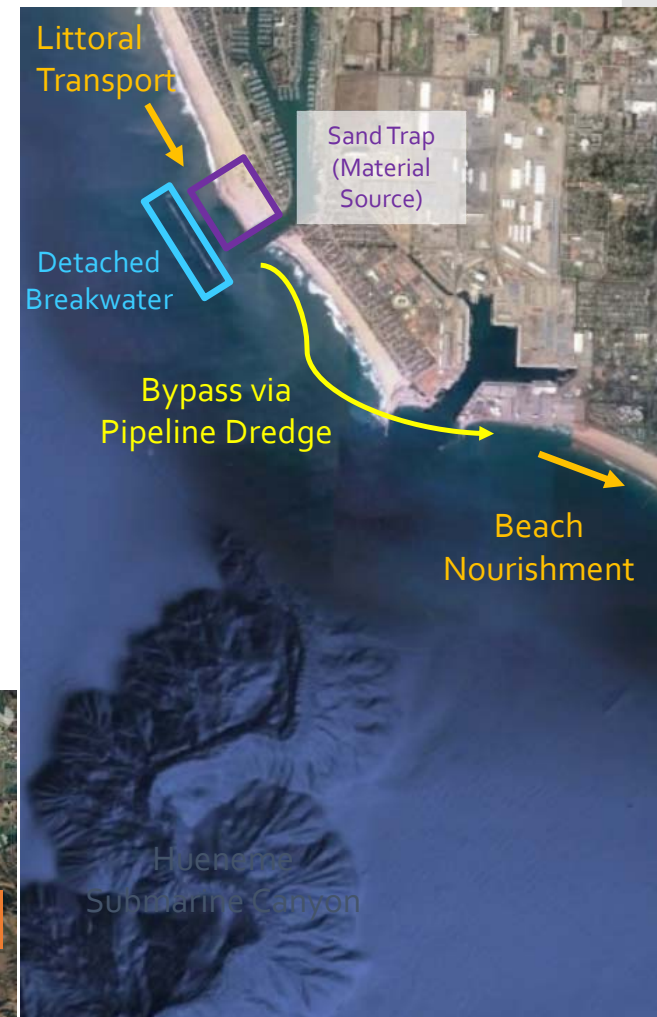 Littoral
Transport
Sand Trap
(Material
Source)
Detached
Breakwater
Bypass via
Pipeline Dredge
Beach
Nourishment
Hueneme
Submarine Canyon